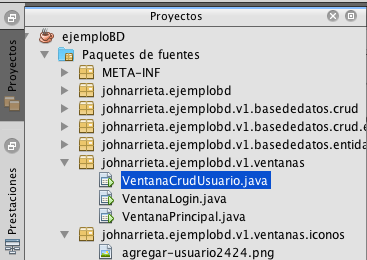 Proyectos
ejemploBD
Paquetes de fuentes
META-INF
johnarrieta.ejemplobd
johnarrieta.ejemplobd.v1.basededatos.crud
johnarrieta.ejemplobd.v1.basededatos.crud.e
johnarrieta.ejemplobd.v1.basededatos.entida
johnarrieta.ejemplobd.v1.ventanas
VentanaCrudUsuario.java
VentanaLogin.java
VentanaPrincipal.java
johnarrieta.ejemplobd.v1.ventanas.iconos
agregar-usuario2424.png
Proyectos
Prestaciones